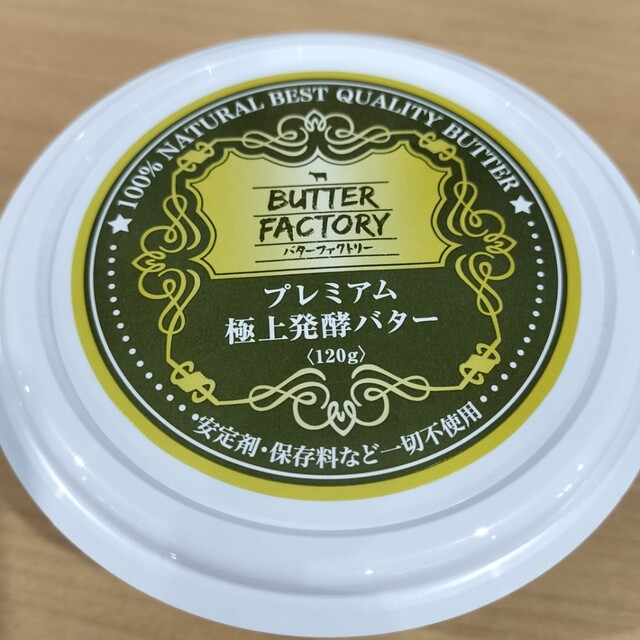 ★100% NATURAL BEST QUALITY BUTTER★
BUTTER
FACTORY
バターファクトリー
プレミアム
極上発酵バター
〈120g〉
安定剤・保存料など一切不使用